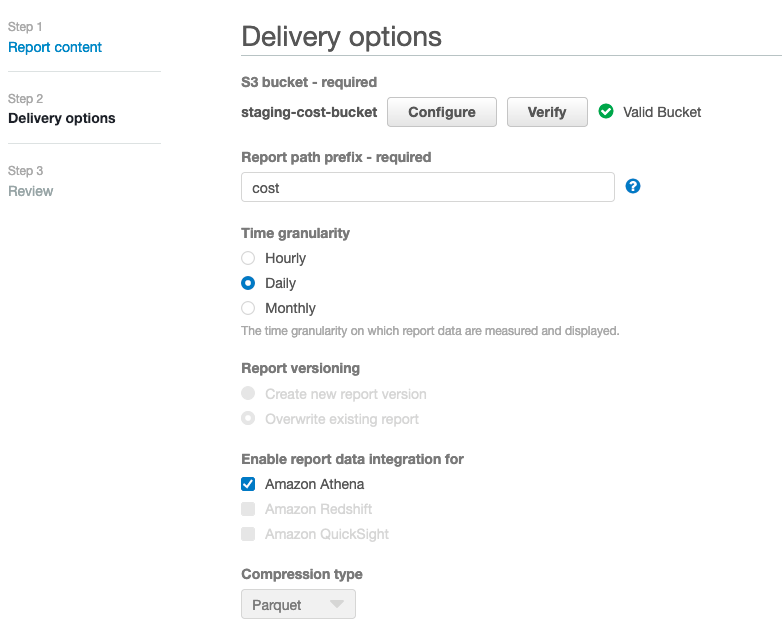 Step 1
Report content
Step 2
Delivery options
Step 3
Review
Delivery options
S3 bucket - required
staging-cost-bucket Configure Verify Valid Bucket
Report path prefix - required
cost ?
Time granularity
Hourly
Daily
Monthly
The time granularity on which report data are measured and displayed.
Report versioning
Create new report version
Overwrite existing report
Enable report data integration for
Amazon Athena
Amazon Redshift
Amazon QuickSight
Compression type
Parquet